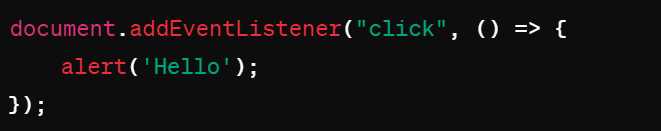 document.addEventListener("click", () => {
    alert('Hello');
});